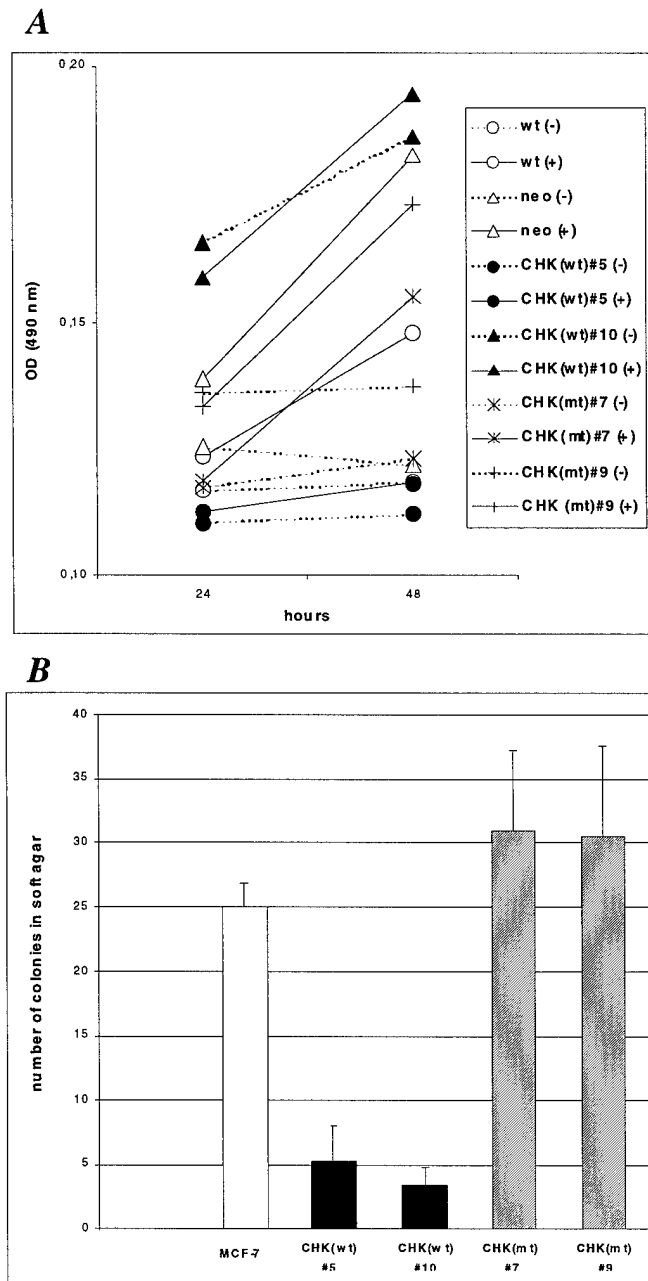 A
0,20
0,15
0,10
OD (490 nm)
24
48
hours
wt (-)
wt (+)
neo (-)
neo (+)
CHK(wt)#5 (-)
CHK(wt)#5 (+)
CHK(wt)#10 (-)
CHK(wt)#10 (+)
CHK(mt)#7 (-)
CHK(mt)#7 (+)
CHK(mt)#9 (-)
CHK (mt)#9 (+)
B
40
35
30
25
20
15
10
5
0
number of colonies in soft agar
MCF-7
CHK(wt)
#5
CHK(wt)
#10
CHK(mt)
#7
CHK(mt)
#9